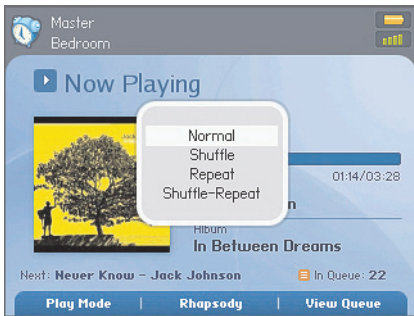 Master
Bedroom
Now Playing
Jack
Normal
Shuffle
Repeat
Shuffle-Repeat
01:14/03:28
n
Album
In Between Dreams
Next: Never Know - Jack Johnson
In Queue: 22
Play Mode | Rhapsody | View Queue